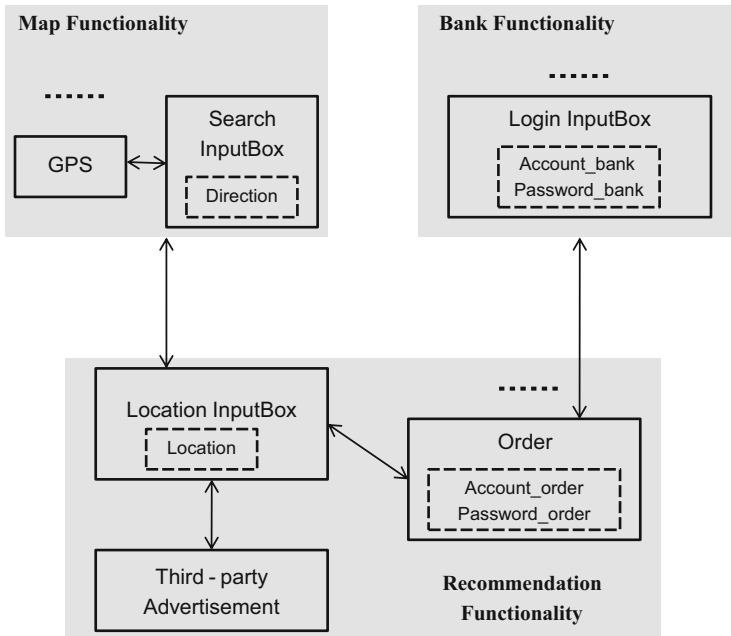 Map Functionality
GPS
Search
InputBox
Direction
Bank Functionality
Login InputBox
Account_bank
Password_bank
Location InputBox
Location
Order
Account_order
Password_order
Third - party
Advertisement
Recommendation
Functionality